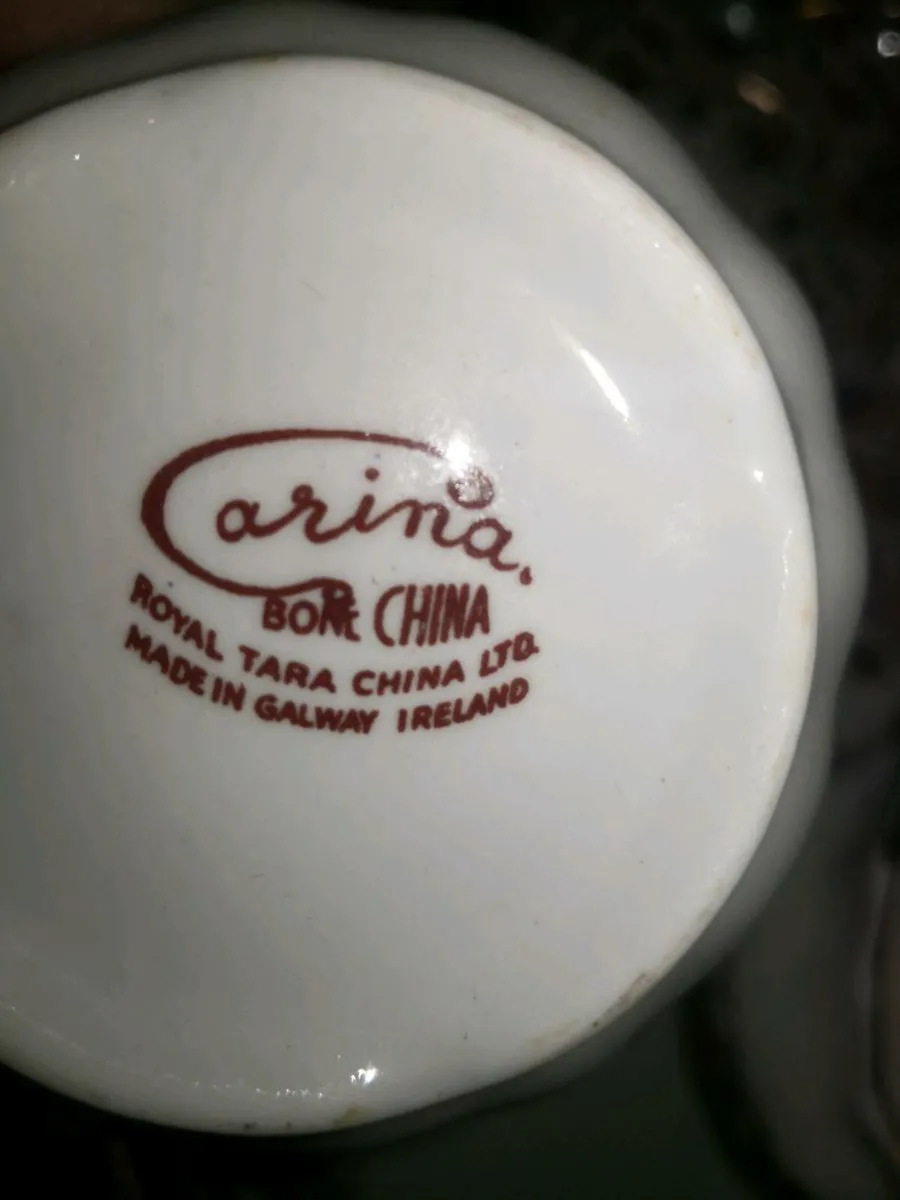 Carina.
BONE CHINA
ROYAL TARA CHINA LTD.
MADE IN GALWAY IRELAND